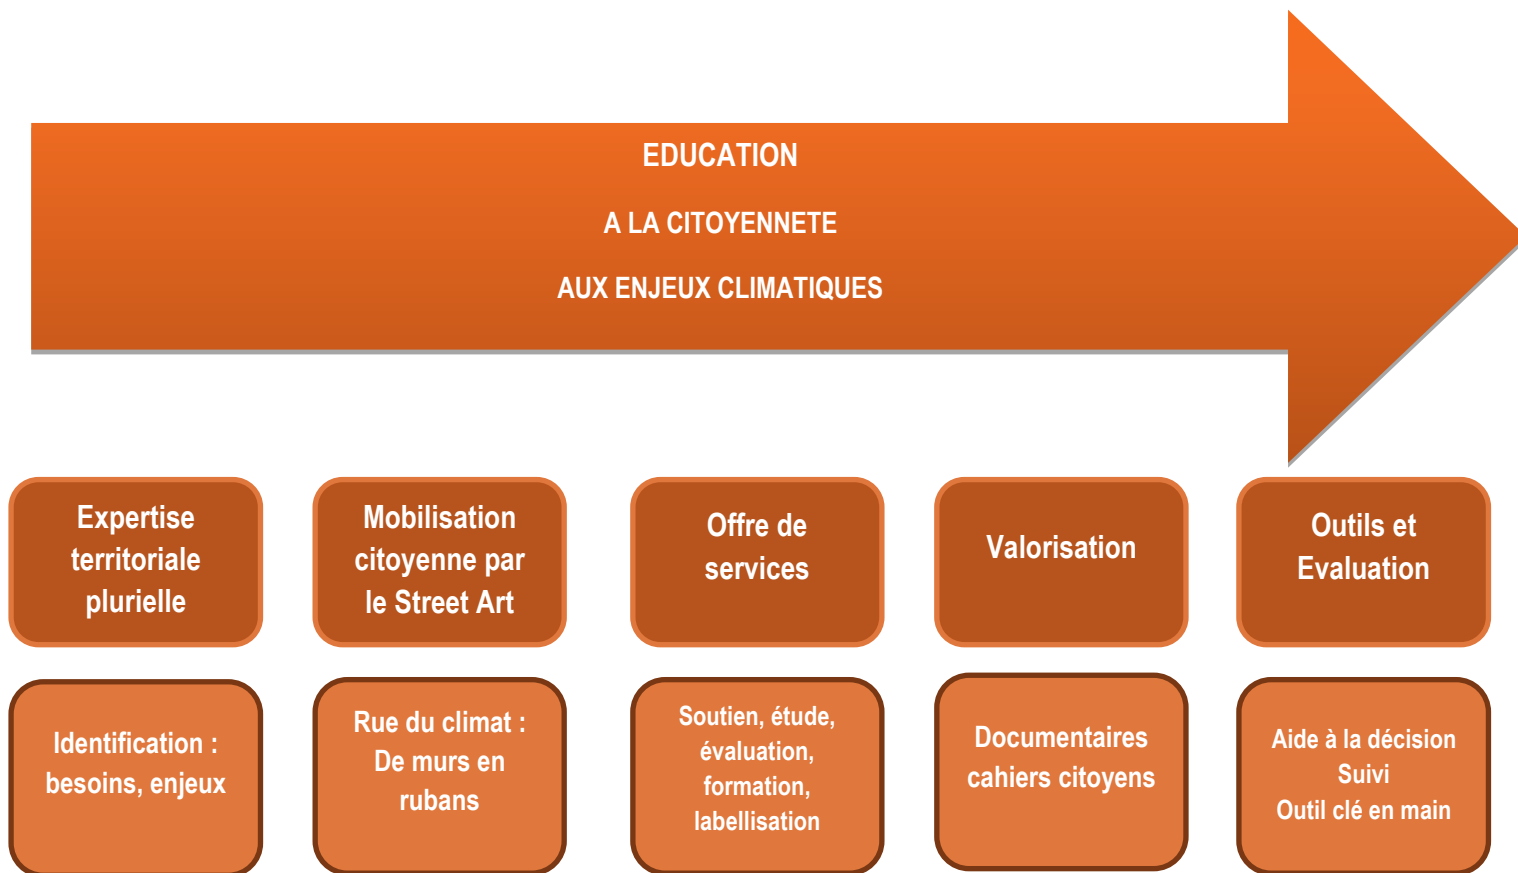 EDUCATION
A LA CITOYENNETE
AUX ENJEUX CLIMATIQUES
Expertise
territoriale
plurielle
Mobilisation
citoyenne par
le Street Art
Offre de
services
Valorisation
Outils et
Evaluation
Identification :
besoins, enjeux
Rue du climat :
De murs en
rubans
Soutien, étude,
évaluation,
formation,
labellisation
Documentaires
cahiers citoyens
Aide à la décision
Suivi
Outil clé en main